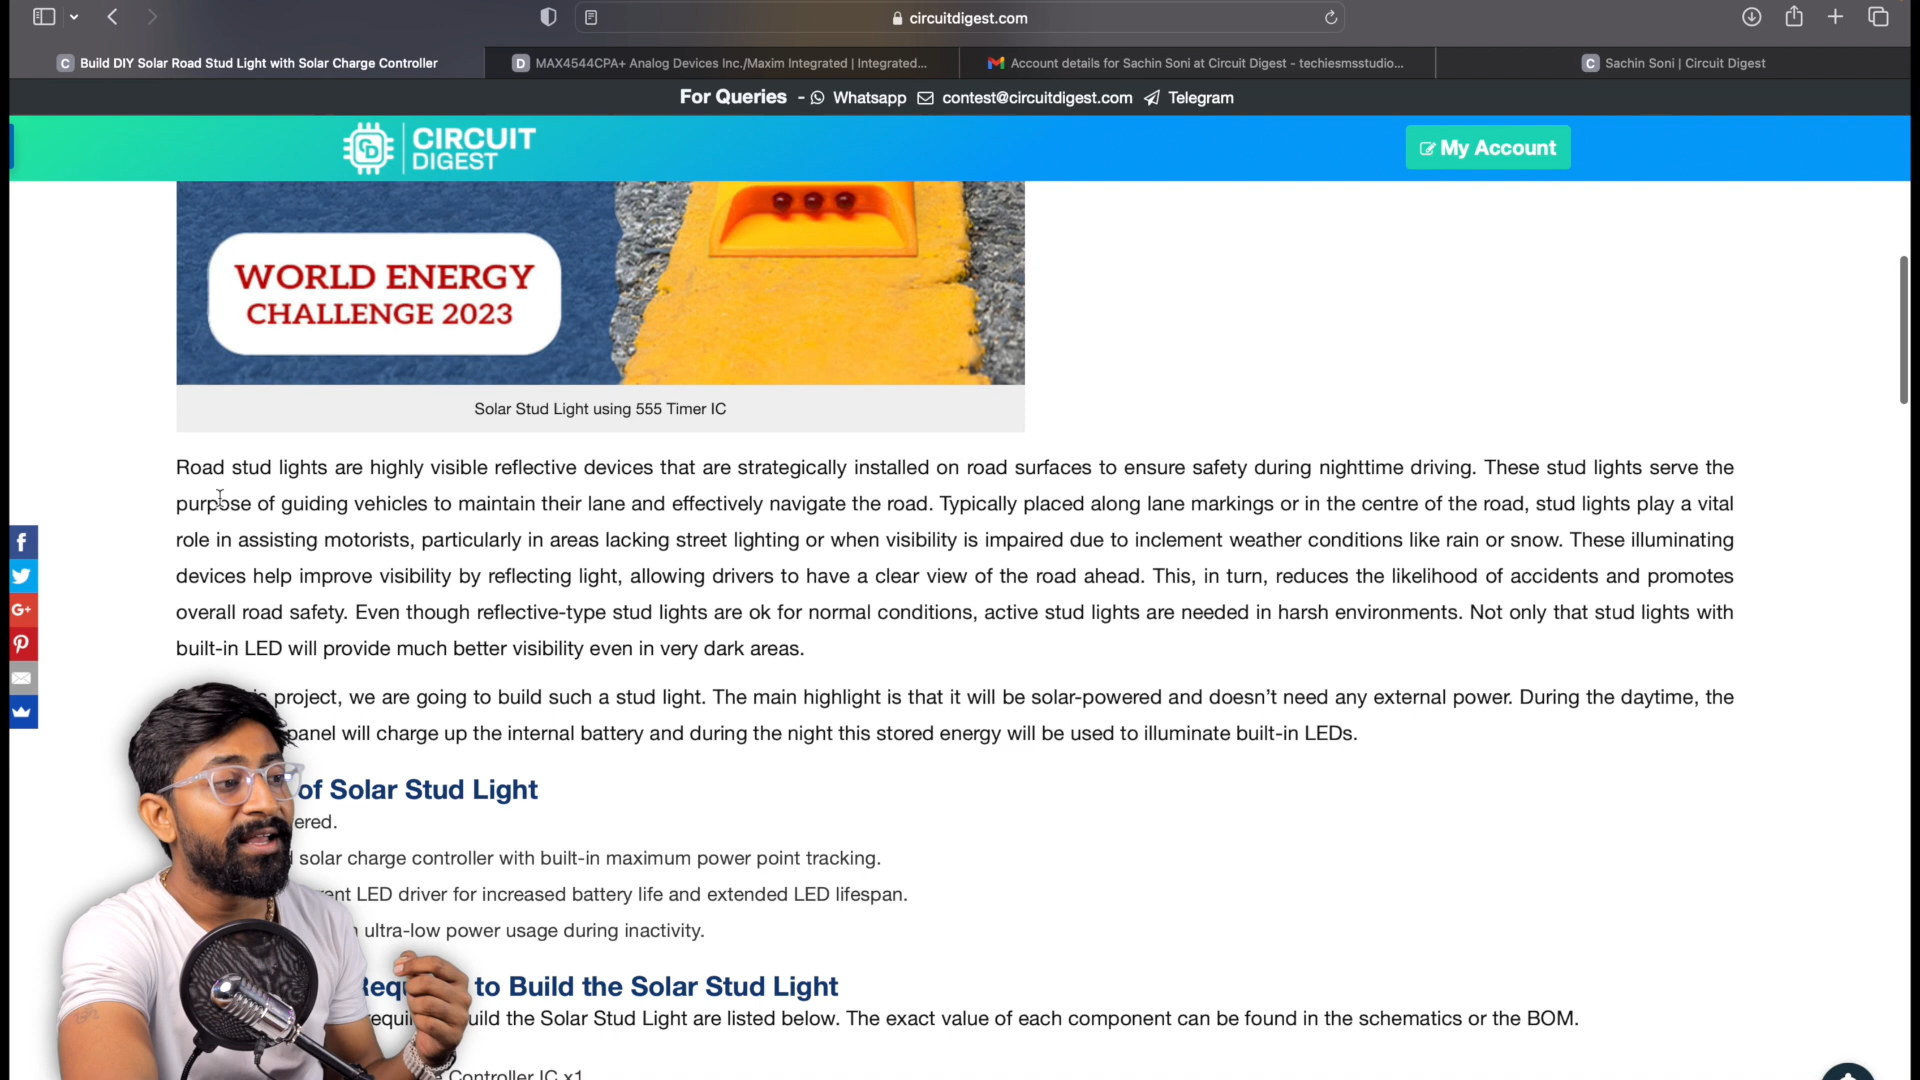 circuitdigest.com
C Build DIY Solar Road Stud Light with Solar Charge Controller
D MAX4544CPA+ Analog Devices Inc./Maxim Integrated | Integrated...
Account details for Sachin Soni at Circuit Digest - techiesmsstudio...
C Sachin Soni | Circuit Digest
For Queries - Whatsapp contest@circuitdigest.com Telegram
CD CIRCUIT
DIGEST
My Account
WORLD ENERGY
CHALLENGE 2023
Solar Stud Light using 555 Timer IC
Road stud lights are highly visible reflective devices that are strategically installed on road surfaces to ensure safety during nighttime driving. These stud lights serve the
purpose of guiding vehicles to maintain their lane and effectively navigate the road. Typically placed along lane markings or in the centre of the road, stud lights play a vital
role in assisting motorists, particularly in areas lacking street lighting or when visibility is impaired due to inclement weather conditions like rain or snow. These illuminating
devices help improve visibility by reflecting light, allowing drivers to have a clear view of the road ahead. This, in turn, reduces the likelihood of accidents and promotes
overall road safety. Even though reflective-type stud lights are ok for normal conditions, active stud lights are needed in harsh environments. Not only that stud lights with
built-in LED will provide much better visibility even in very dark areas.
project, we are going to build such a stud light. The main highlight is that it will be solar-powered and doesn't need any external power. During the daytime, the
panel will charge up the internal battery and during the night this stored energy will be used to illuminate built-in LEDs.
of Solar Stud Light
ered.
solar charge controller with built-in maximum power point tracking.
LED driver for increased battery life and extended LED lifespan.
ultra-low power usage during inactivity.
to Build the Solar Stud Light
the Solar Stud Light are listed below. The exact value of each component can be found in the schematics or the BOM.
Controller IC x1
f
G+